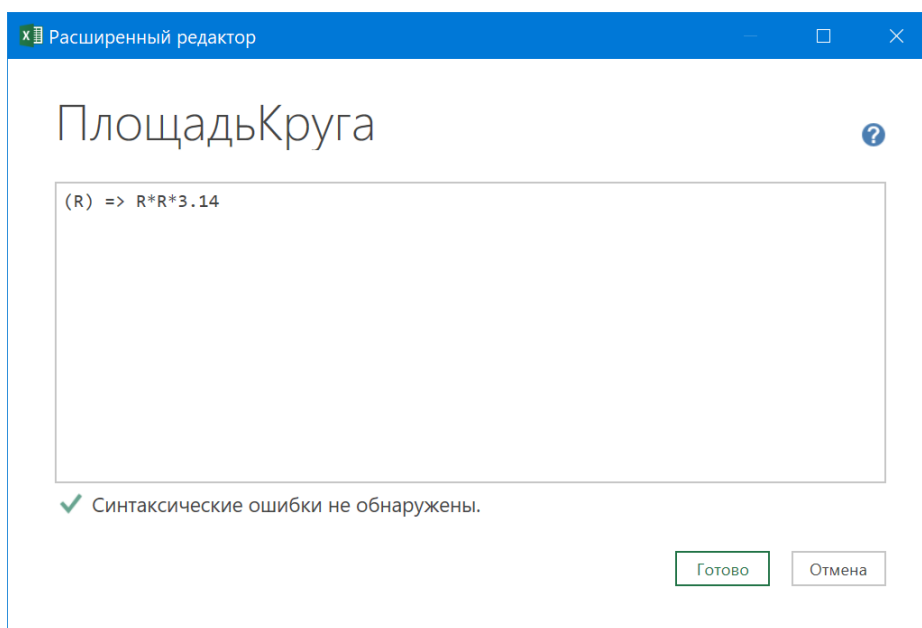 Расширенный редактор
ПлощадьКруга
?
(R) => R*R*3.14
Синтаксические ошибки не обнаружены.
Готово
Отмена